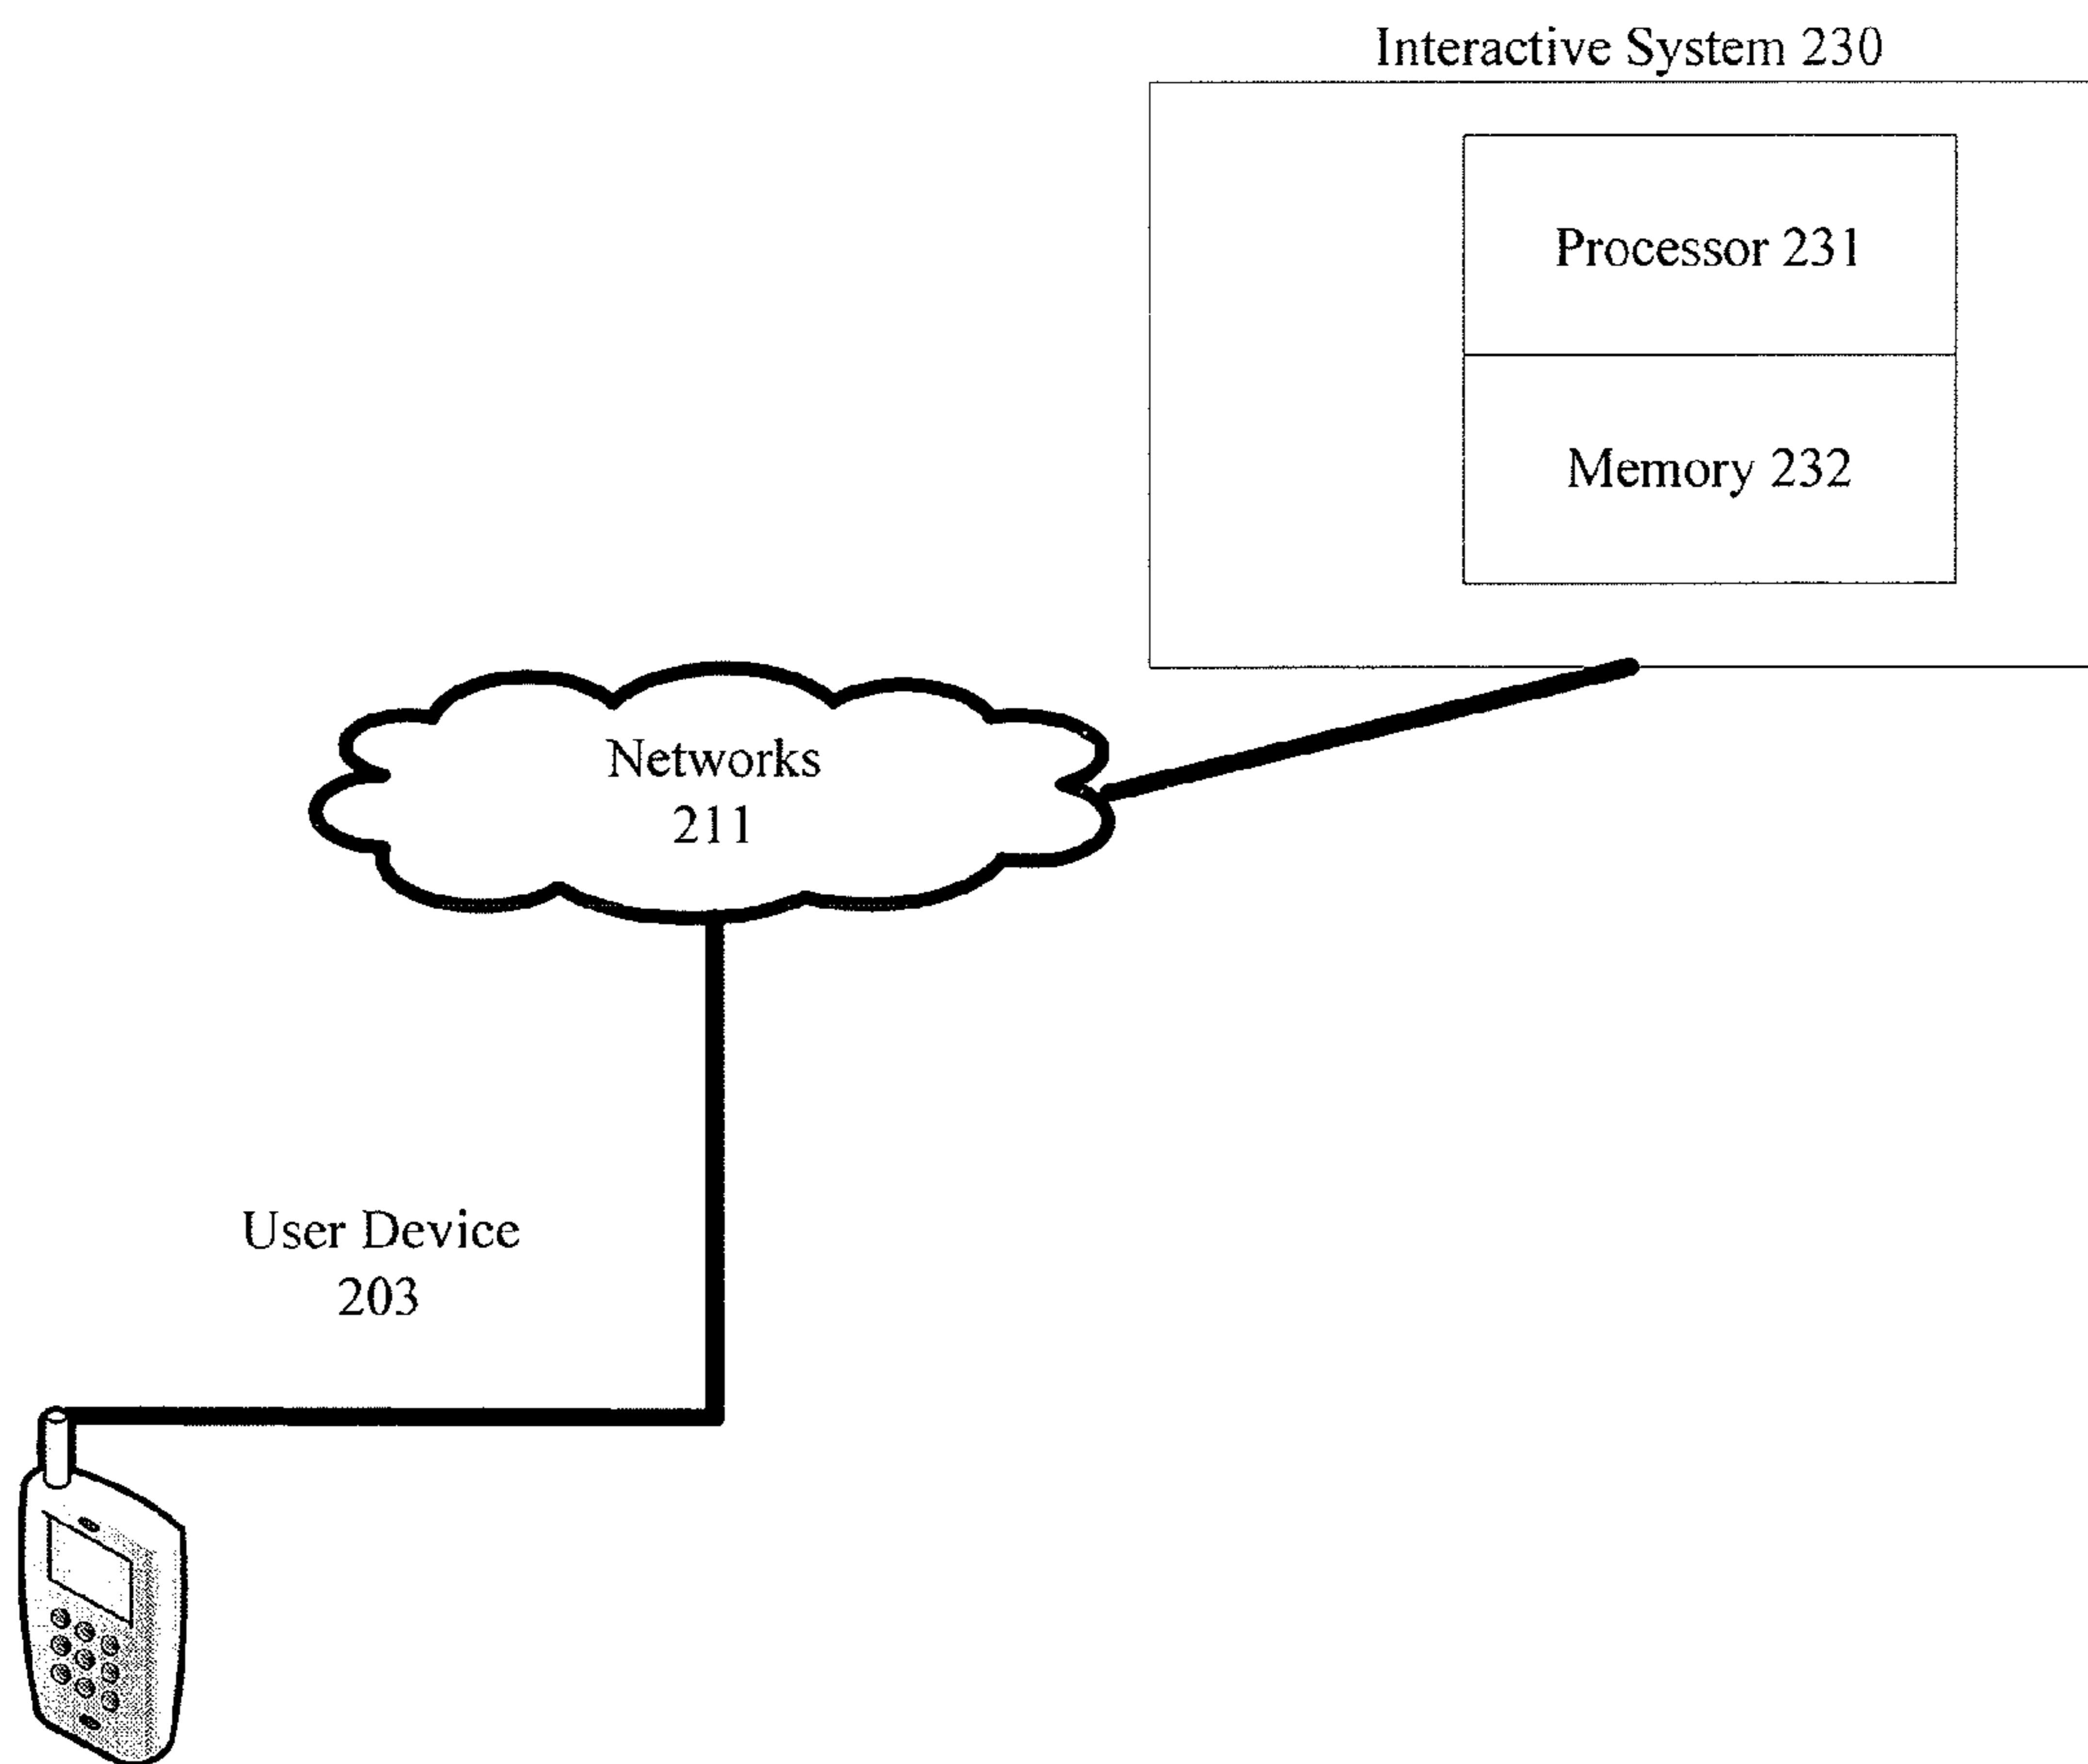 Interactive System 230
Processor 231
Memory 232
Networks
211
User Device
203